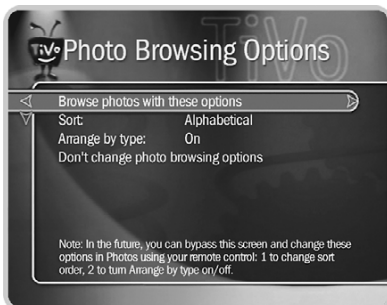 TiVo
Photo Browsing Options
TiVo
Browse photos with these options
Sort: Alphabetical
Arrange by type: On
Don't change photo browsing options
Note: In the future, you can bypass this screen and change these
options in Photos using your remote control: 1 to change sort
order, 2 to turn Arrange by type on/off.